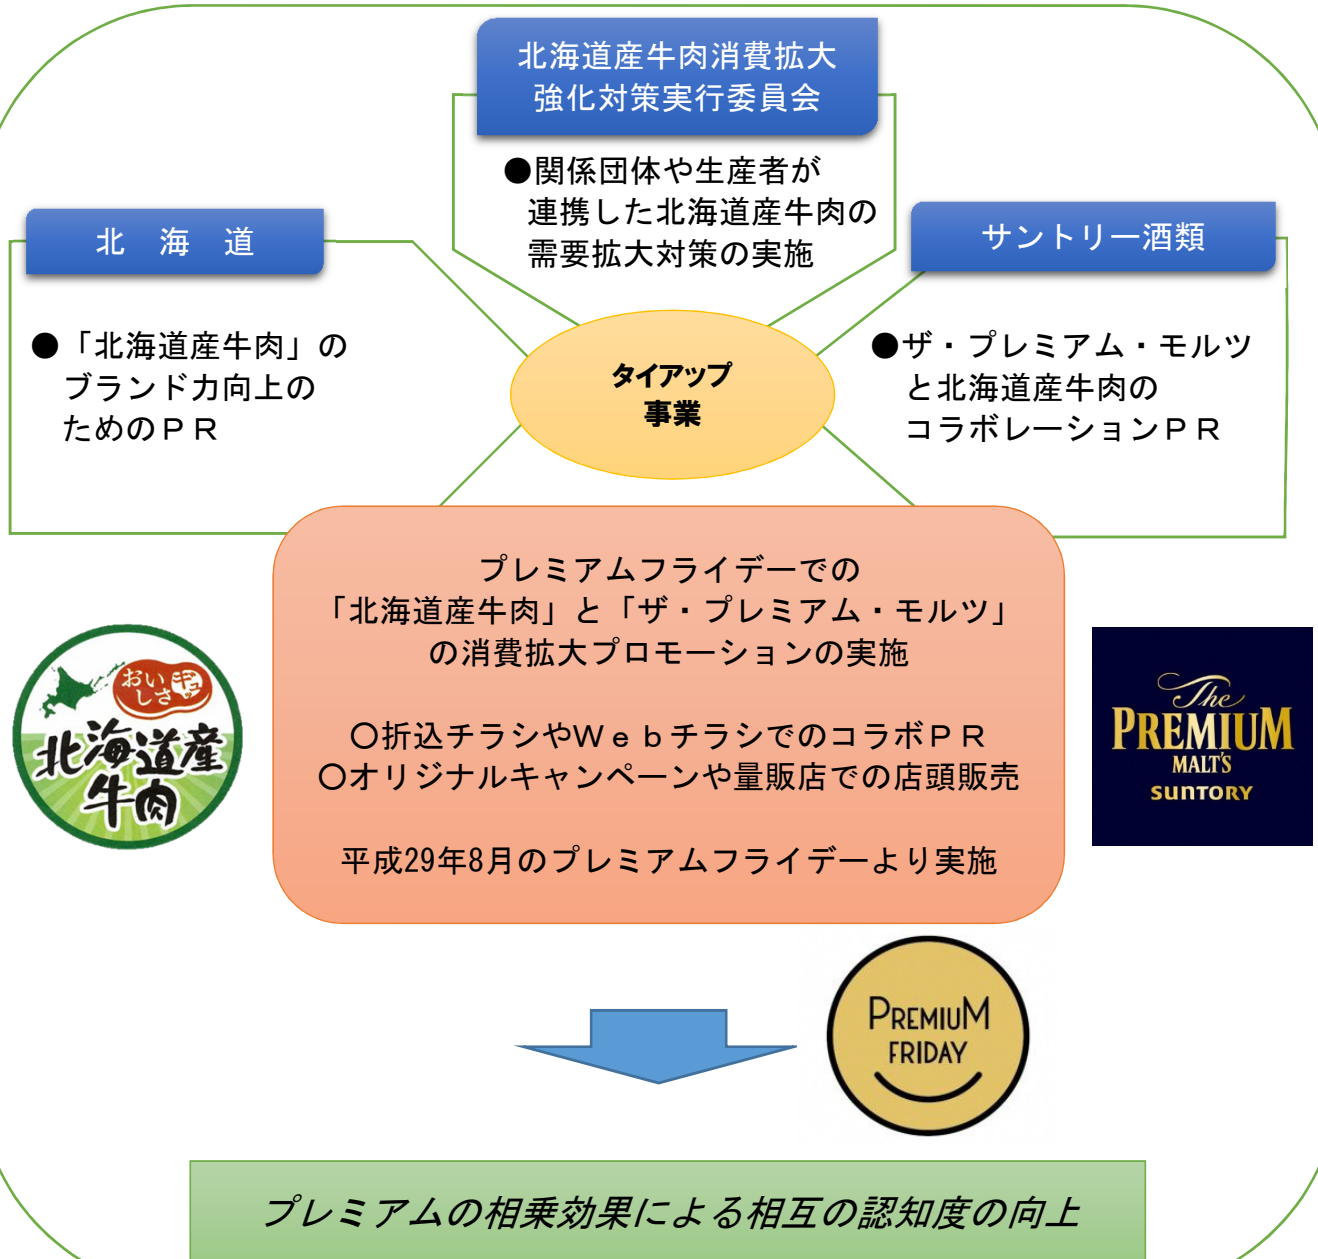 北海道産牛肉消費拡大
強化対策実行委員会
●関係団体や生産者が
連携した北海道産牛肉の
需要拡大対策の実施
北　海　道
●「北海道産牛肉」の
ブランド力向上の
ためのＰＲ
サントリー酒類
●ザ・プレミアム・モルツ
と北海道産牛肉の
コラボレーションＰＲ
タイアップ
事業
プレミアムフライデーでの
「北海道産牛肉」と「ザ・プレミアム・モルツ」
の消費拡大プロモーションの実施
〇折込チラシやＷｅｂチラシでのコラボＰＲ
〇オリジナルキャンペーンや量販店での店頭販売
平成29年8月のプレミアムフライデーより実施
おいしさギュッ
北海道産
牛肉
The
PREMIUM
MALT'S
SUNTORY
PREMIUM
FRIDAY
プレミアムの相乗効果による相互の認知度の向上